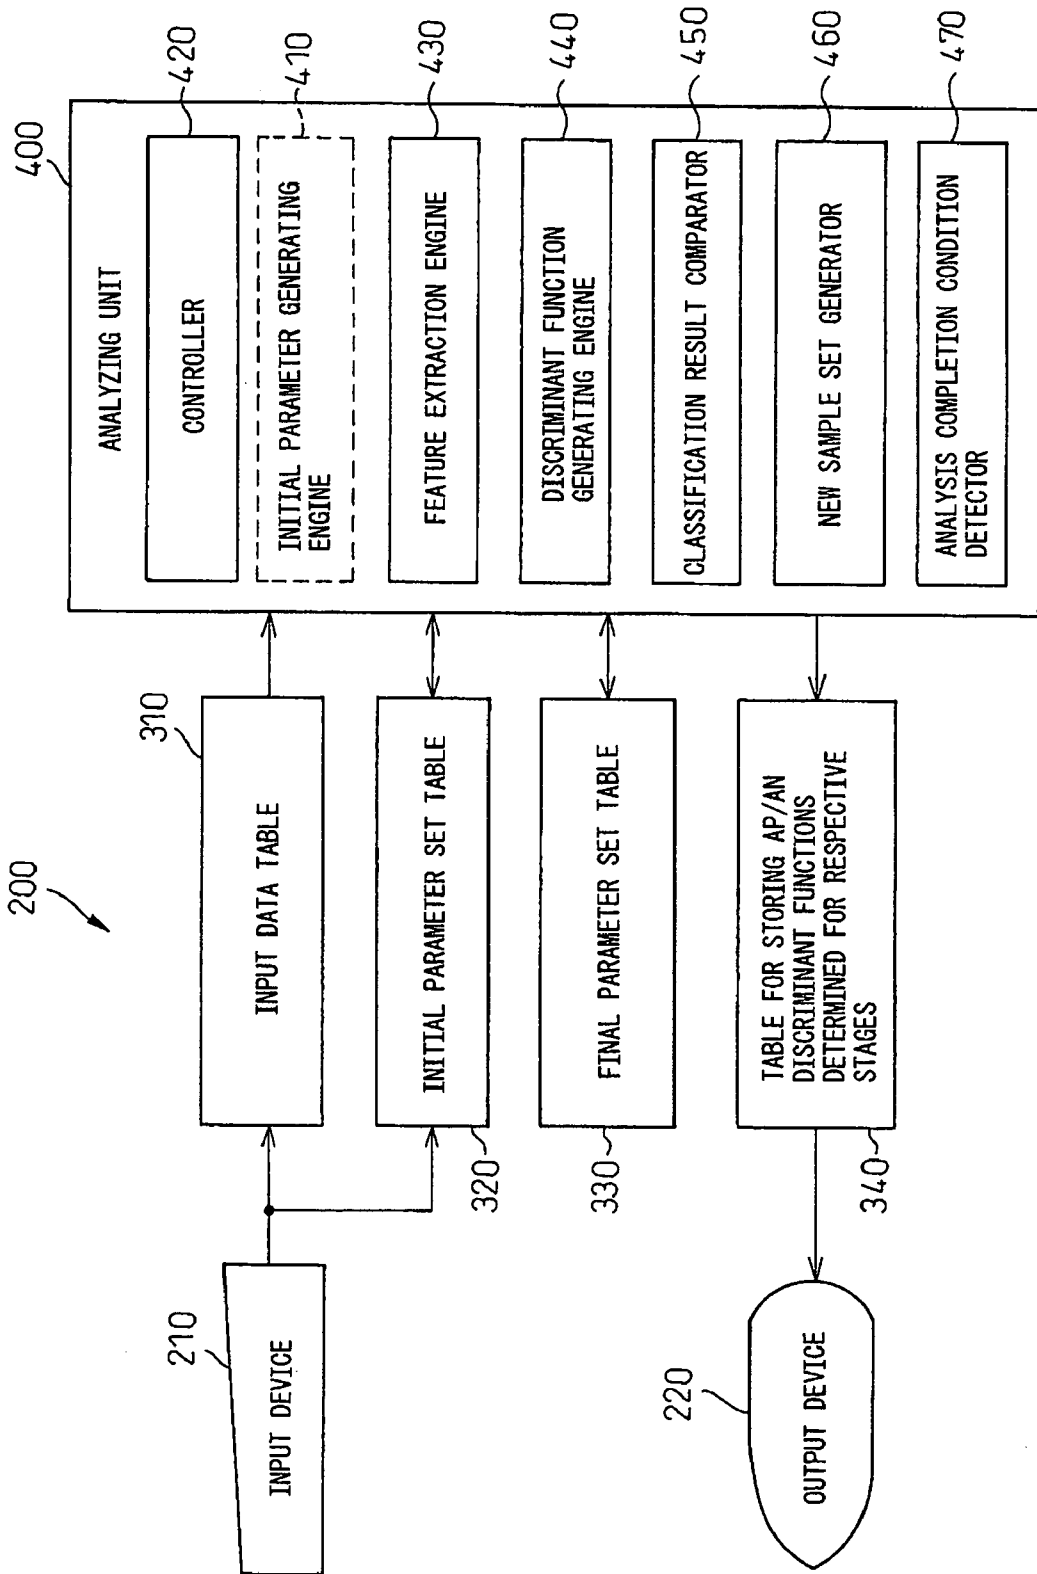 200
210
INPUT DEVICE
220
OUTPUT DEVICE
310
INPUT DATA TABLE
INITIAL PARAMETER SET TABLE
320
FINAL PARAMETER SET TABLE
330
TABLE FOR STORING AP/AN
DISCRIMINANT FUNCTIONS
DETERMINED FOR RESPECTIVE
STAGES
340
400
ANALYZING UNIT
CONTROLLER
420
INITIAL PARAMETER GENERATING
ENGINE
410
FEATURE EXTRACTION ENGINE
430
DISCRIMINANT FUNCTION
GENERATING ENGINE
440
CLASSIFICATION RESULT COMPARATOR
450
NEW SAMPLE SET GENERATOR
460
ANALYSIS COMPLETION CONDITION
DETECTOR
470